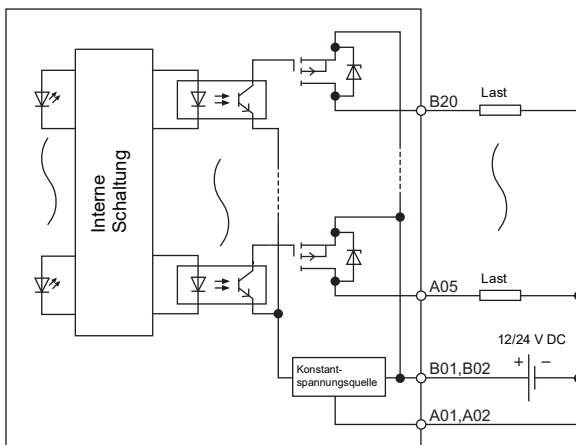 Interne
Schaltung
B20
Last
A05
Last
12/24 V DC
+ −
Konstant-
spannungsquelle
B01,B02
A01,A02